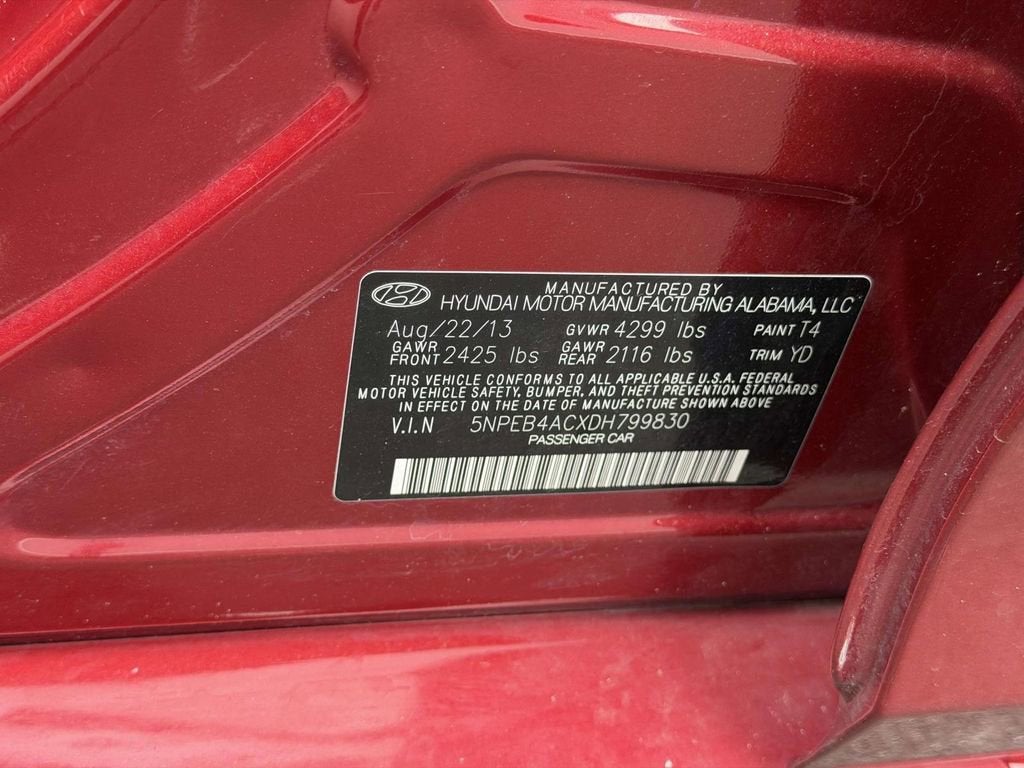 MANUFACTURED BY
HYUNDAI MOTOR MANUFACTURING ALABAMA, LLC
Aug/22/13 GVWR 4299 lbs PAINT T4
GAWR FRONT 2425 lbs GAWR REAR 2116 lbs TRIM YD
THIS VEHICLE CONFORMS TO ALL APPLICABLE U.S.A. FEDERAL
MOTOR VEHICLE SAFETY, BUMPER, AND THEFT PREVENTION STANDARDS
IN EFFECT ON THE DATE OF MANUFACTURE SHOWN ABOVE
V.I.N 5NPEB4ACXDH799830
PASSENGER CAR